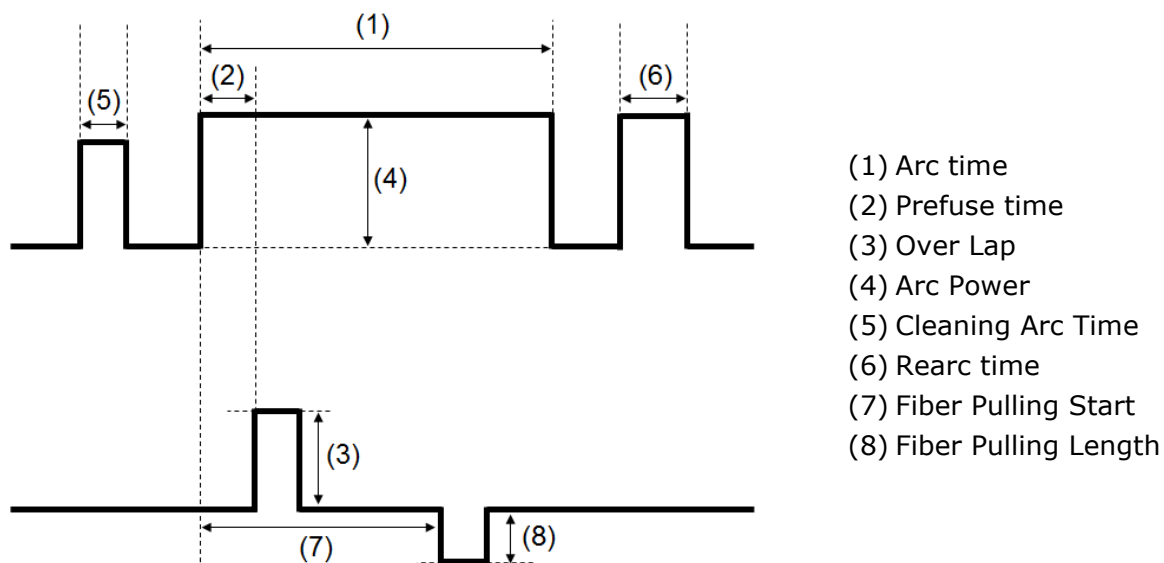 (1)
(2)
(6)
(5)
(4)
(3)
(7)
(8)
(1) Arc time
(2) Prefuse time
(3) Over Lap
(4) Arc Power
(5) Cleaning Arc Time
(6) Rearc time
(7) Fiber Pulling Start
(8) Fiber Pulling Length